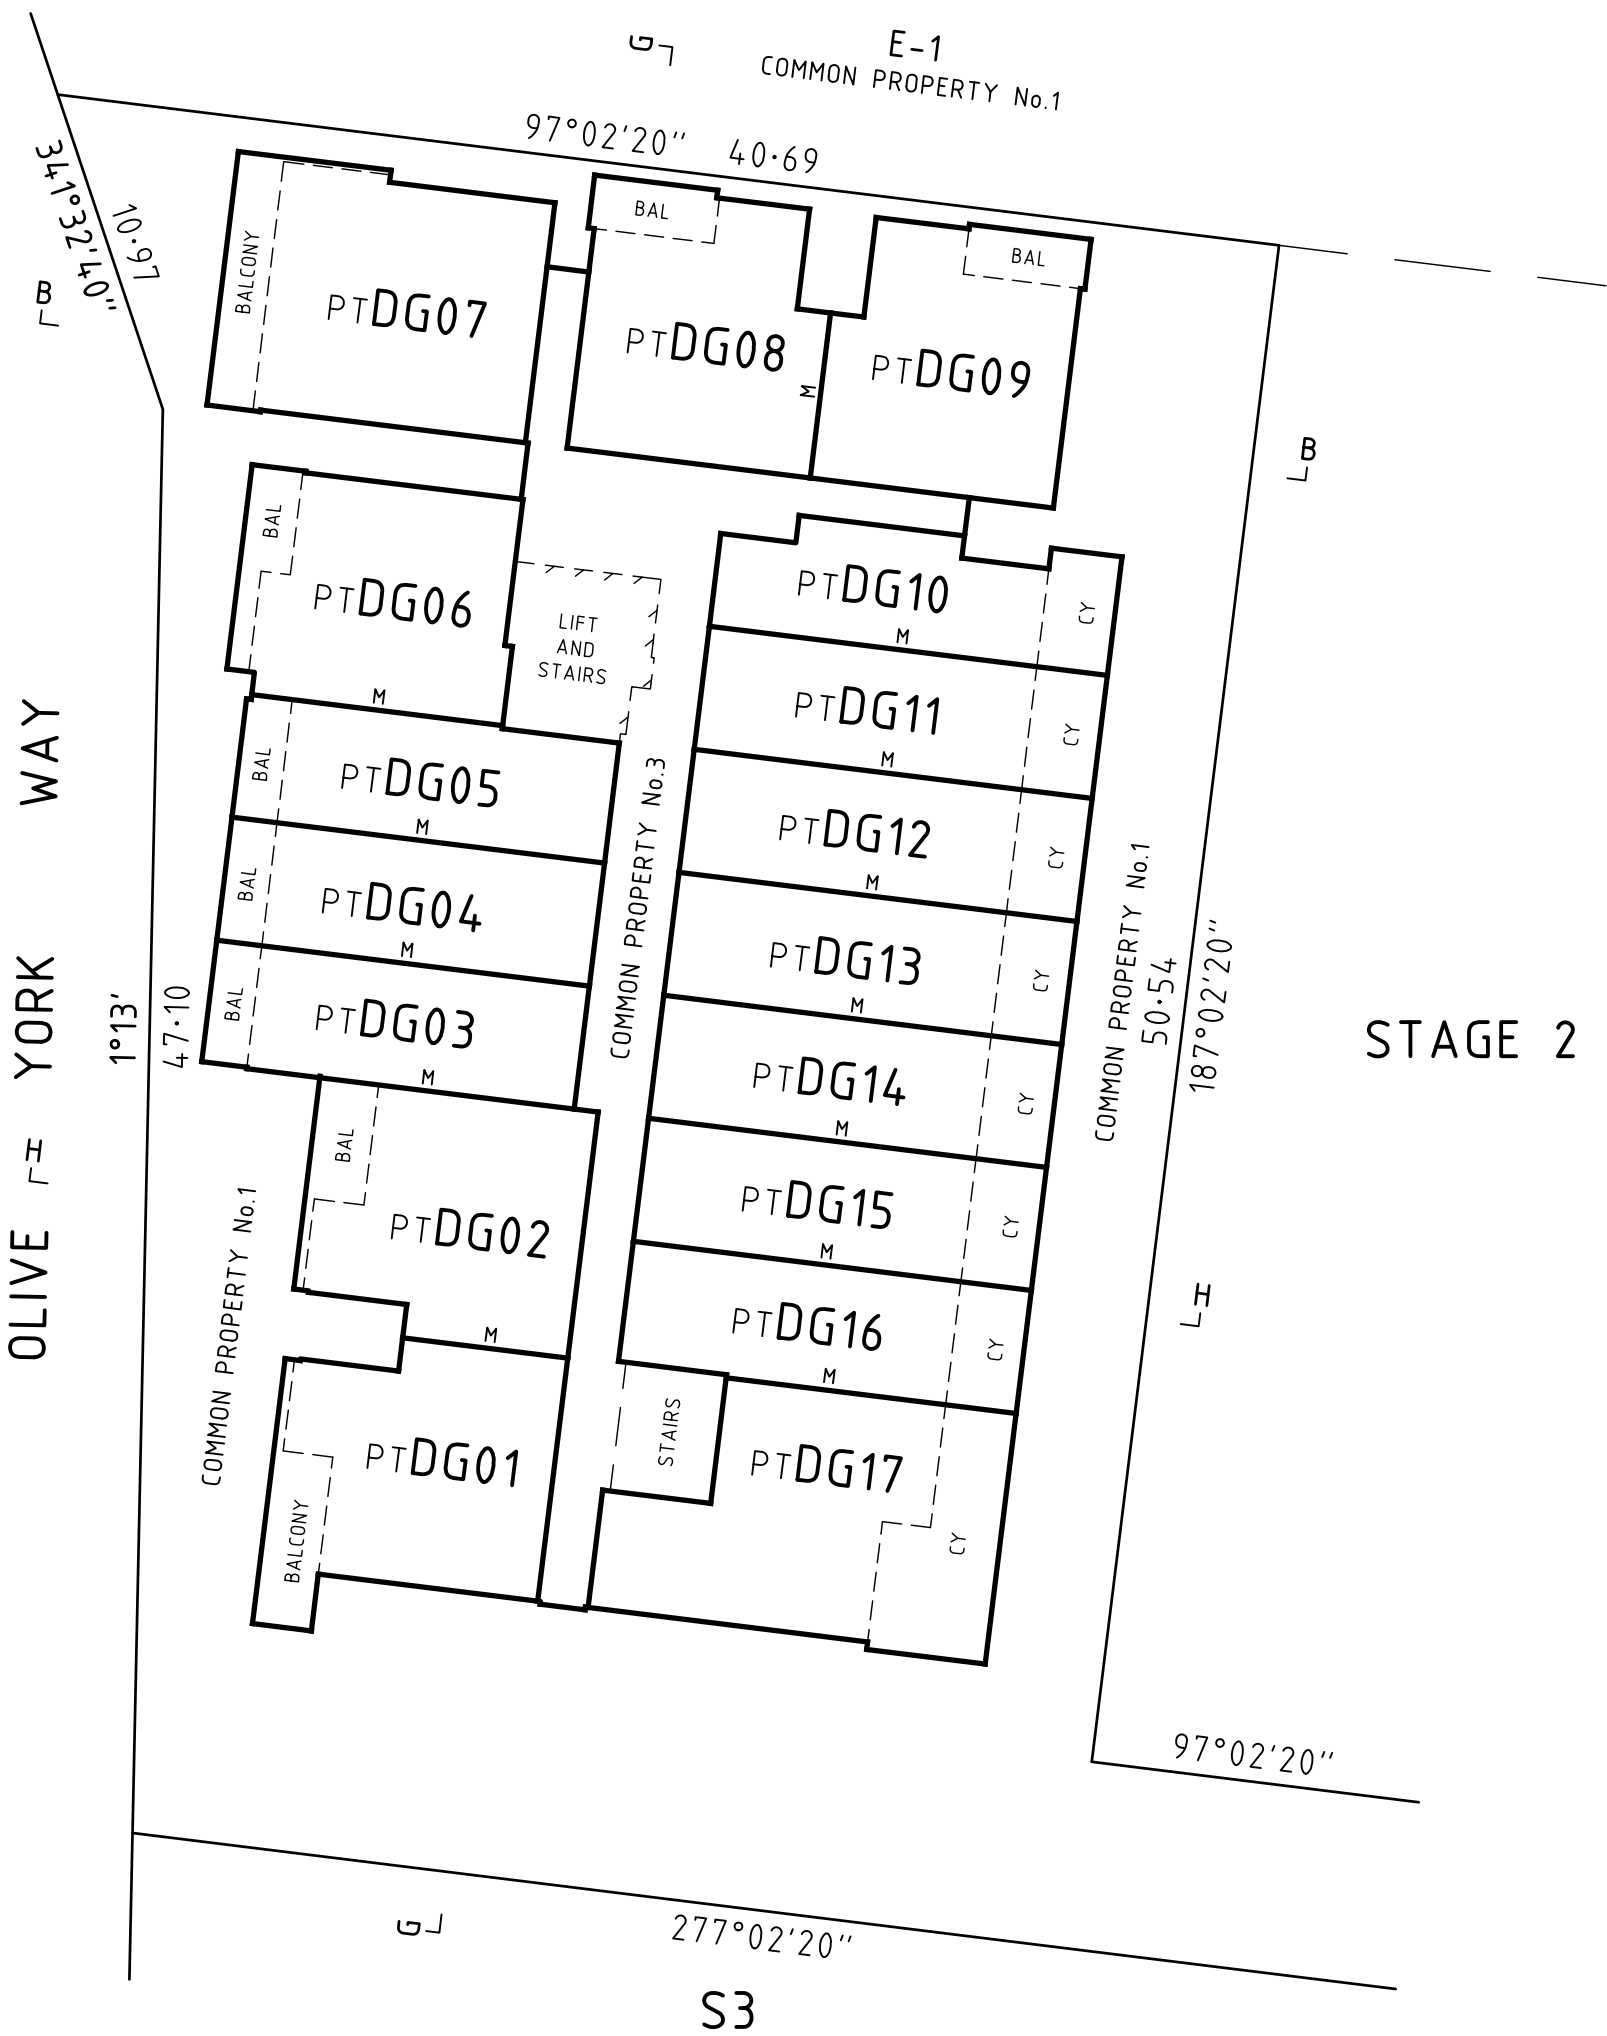 E-1
COMMON PROPERTY No.1
G
97°02'20" 40·69
341°32'40"
10·97
B
BALCONY
PTDG07
BAL
PTDG08
M
BAL
PTDG09
B
BAL
PTDG06
M
LIFT
AND
STAIRS
PTDG10
M
CY
PTDG11
M
CY
BAL
PTDG05
M
PTDG12
M
CY
BAL
PTDG04
M
PTDG13
M
CY
BAL
PTDG03
M
PTDG14
M
CY
COMMON PROPERTY No.3
COMMON PROPERTY No.1
50·54
187°02'20"
STAGE 2
OLIVE YORK WAY
1°13'
47·10
H
BAL
PTDG02
M
PTDG15
M
CY
COMMON PROPERTY No.1
PTDG16
M
CY
H
BALCONY
PTDG01
STAIRS
PTDG17
CY
97°02'20"
G
277°02'20"
S3